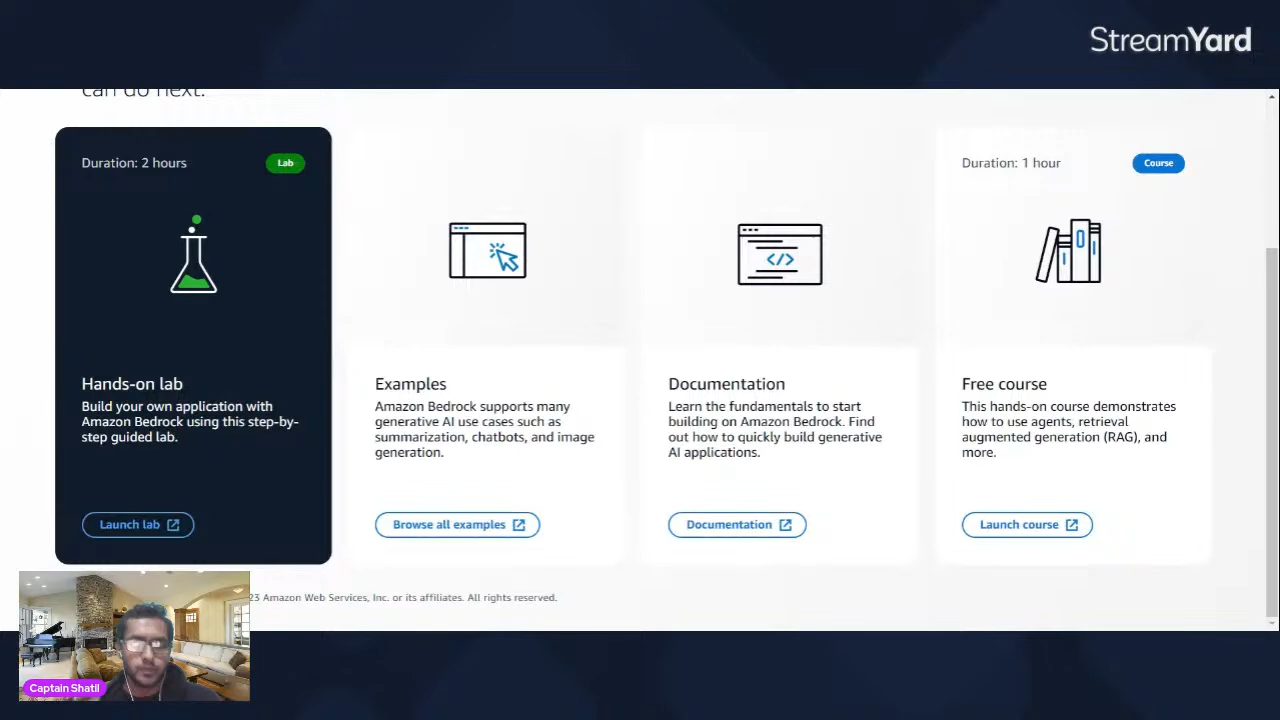 StreamYard
can do next.
Duration: 2 hours
Lab
Duration: 1 hour
Course
Hands-on lab
Build your own application with
Amazon Bedrock using this step-by-
step guided lab.
Launch lab
Examples
Amazon Bedrock supports many
generative AI use cases such as
summarization, chatbots, and image
generation.
Browse all examples
Documentation
Learn the fundamentals to start
building on Amazon Bedrock. Find
out how to quickly build generative
AI applications.
Documentation
Free course
This hands-on course demonstrates
how to use agents, retrieval
augmented generation (RAG), and
more.
Launch course
23 Amazon Web Services, Inc. or its affiliates. All rights reserved.
Captain Shatil